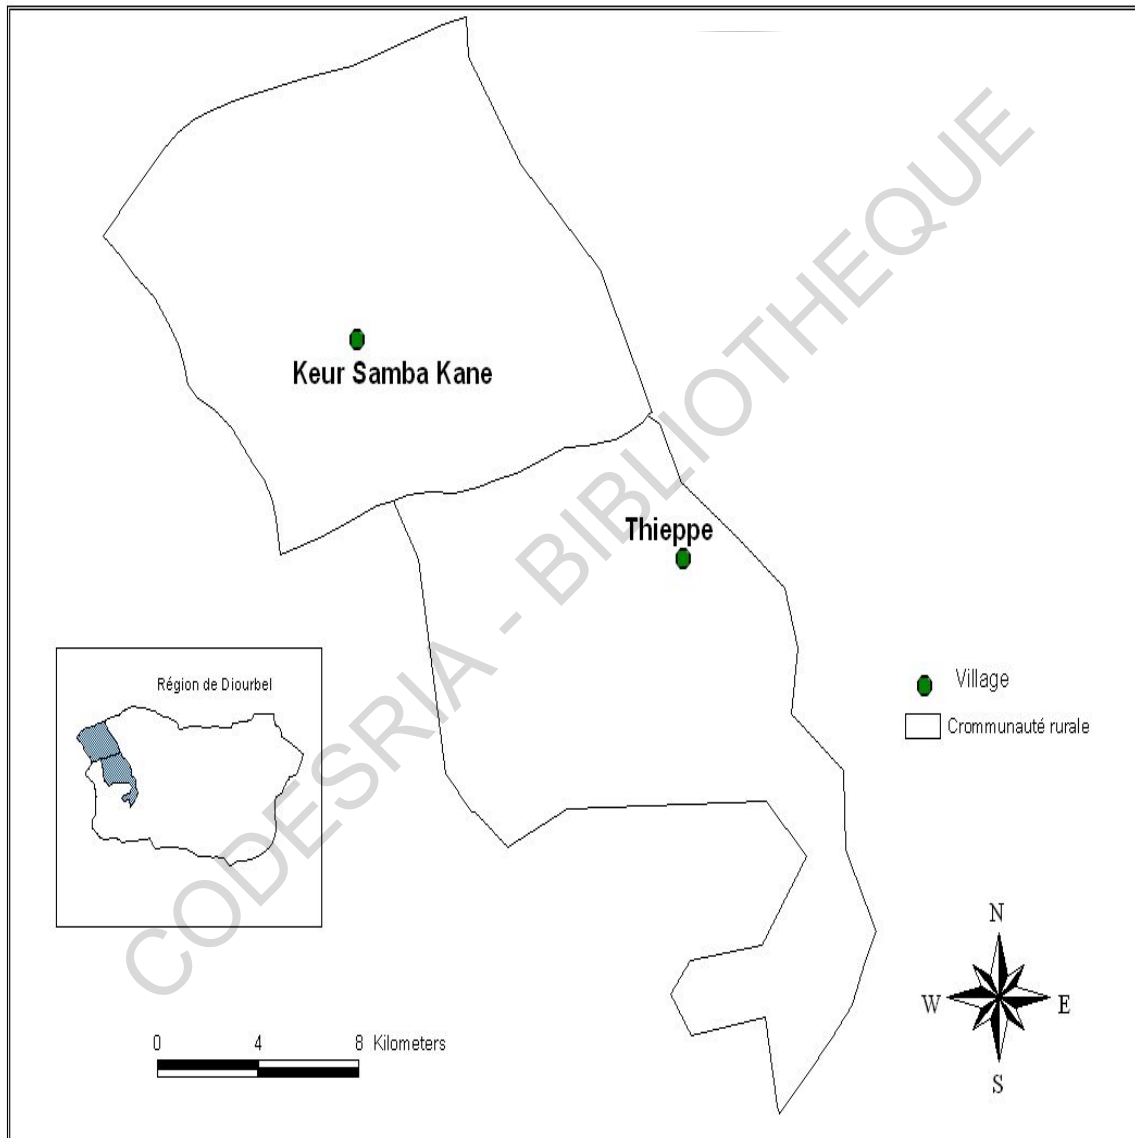 Keur Samba Kane
Thieppe
Région de Diourbel
Village
Crommunauté rurale
CODESRIA - BIBLIOTHEQUE
N
W E
S
0 4 8 Kilometers